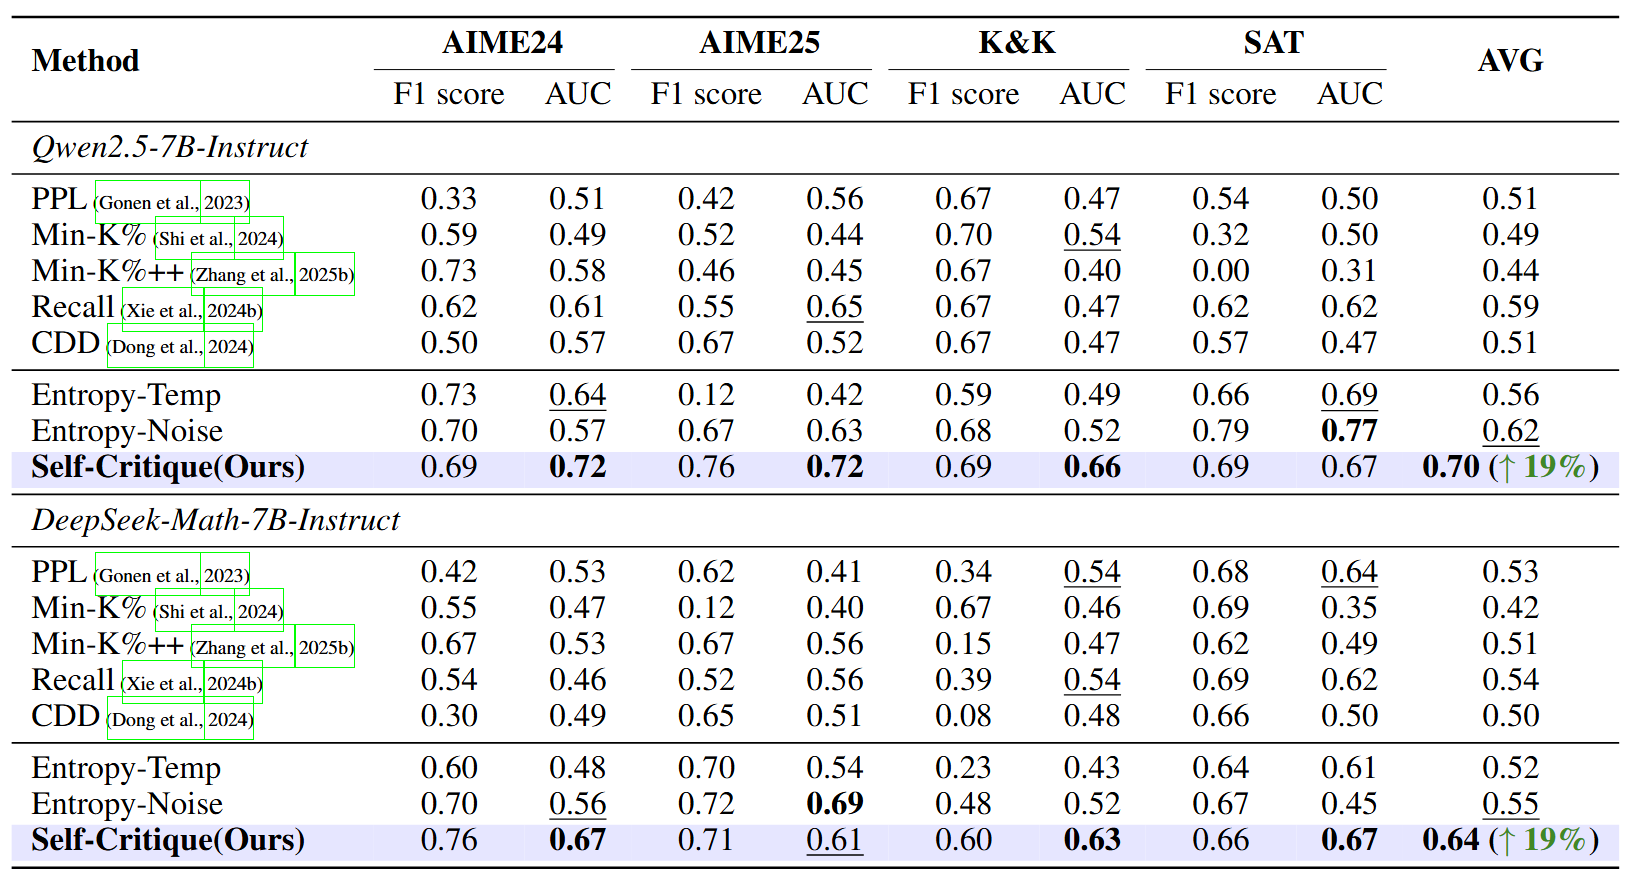 Method AIME24 AIME25 K&K SAT AVG
F1 score AUC F1 score AUC F1 score AUC F1 score AUC
Qwen2.5-7B-Instruct
PPL (Gonen et al., 2023) 0.33 0.51 0.42 0.56 0.67 0.47 0.54 0.50 0.51
Min-K% (Shi et al., 2024) 0.59 0.49 0.52 0.44 0.70 0.54 0.32 0.50 0.49
Min-K%++ (Zhang et al., 2025b) 0.73 0.58 0.46 0.45 0.67 0.40 0.00 0.31 0.44
Recall (Xie et al., 2024b) 0.62 0.61 0.55 0.65 0.67 0.47 0.62 0.62 0.59
CDD (Dong et al., 2024) 0.50 0.57 0.67 0.52 0.67 0.47 0.57 0.47 0.51
Entropy-Temp 0.73 0.64 0.12 0.42 0.59 0.49 0.66 0.69 0.56
Entropy-Noise 0.70 0.57 0.67 0.63 0.68 0.52 0.79 0.77 0.62
Self-Critique(Ours) 0.69 0.72 0.76 0.72 0.69 0.66 0.69 0.67 0.70 (↑ 19%)
DeepSeek-Math-7B-Instruct
PPL (Gonen et al., 2023) 0.42 0.53 0.62 0.41 0.34 0.54 0.68 0.64 0.53
Min-K% (Shi et al., 2024) 0.55 0.47 0.12 0.40 0.67 0.46 0.69 0.35 0.42
Min-K%++ (Zhang et al., 2025b) 0.67 0.53 0.67 0.56 0.15 0.47 0.62 0.49 0.51
Recall (Xie et al., 2024b) 0.54 0.46 0.52 0.56 0.39 0.54 0.69 0.62 0.54
CDD (Dong et al., 2024) 0.30 0.49 0.65 0.51 0.08 0.48 0.66 0.50 0.50
Entropy-Temp 0.60 0.48 0.70 0.54 0.23 0.43 0.64 0.61 0.52
Entropy-Noise 0.70 0.56 0.72 0.69 0.48 0.52 0.67 0.45 0.55
Self-Critique(Ours) 0.76 0.67 0.71 0.61 0.60 0.63 0.66 0.67 0.64 (↑ 19%)